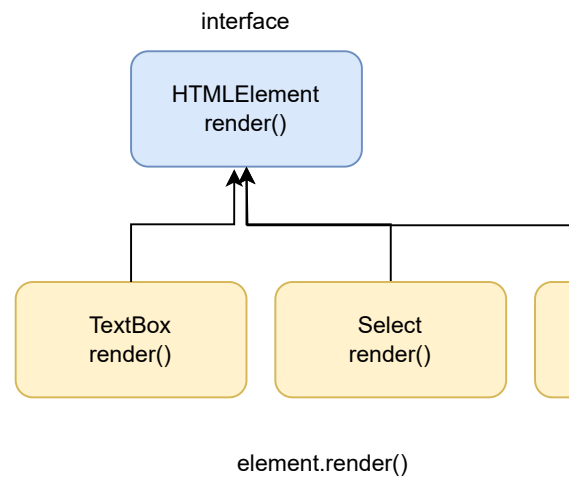 interface
HTMLElement
render()
TextBox
render()
Select
render()
element.render()